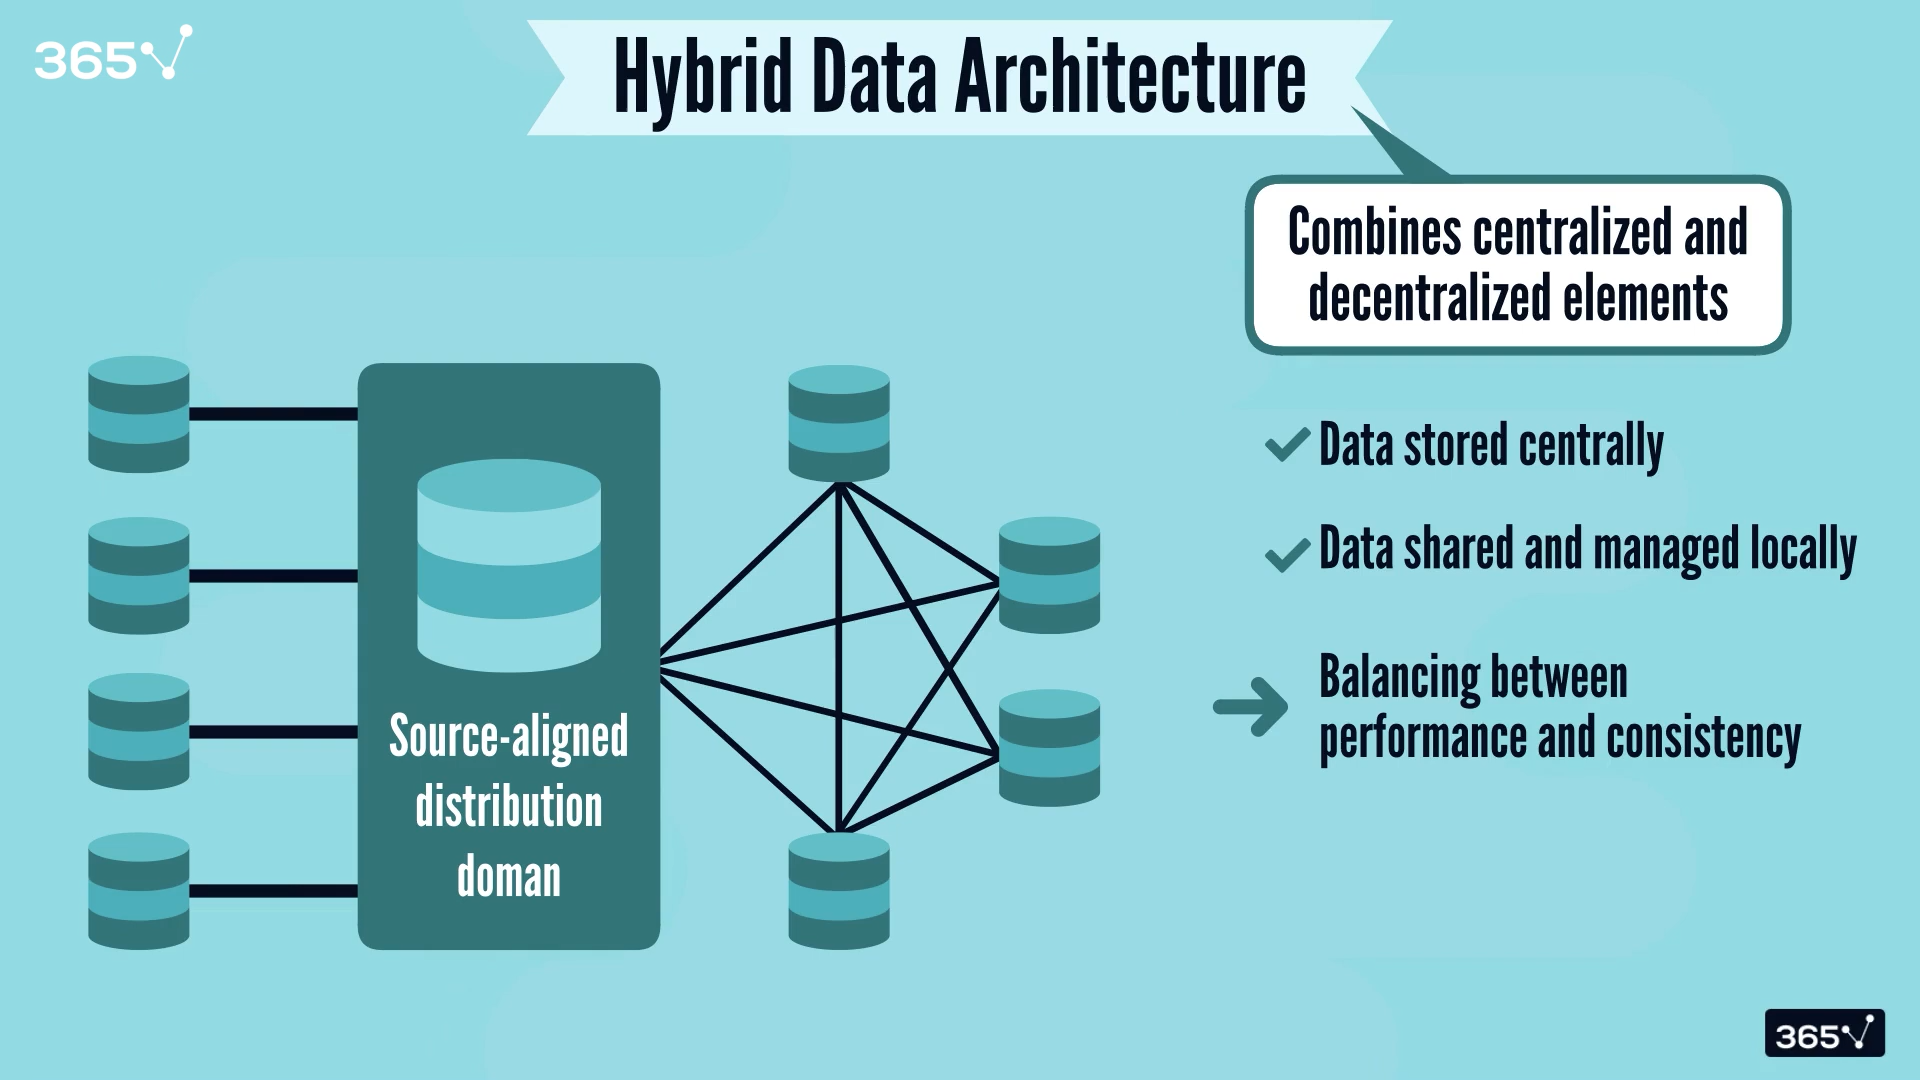 365
Hybrid Data Architecture
Combines centralized and
decentralized elements
Data stored centrally
Data shared and managed locally
Balancing between
performance and consistency
Source-aligned
distribution
doman
365